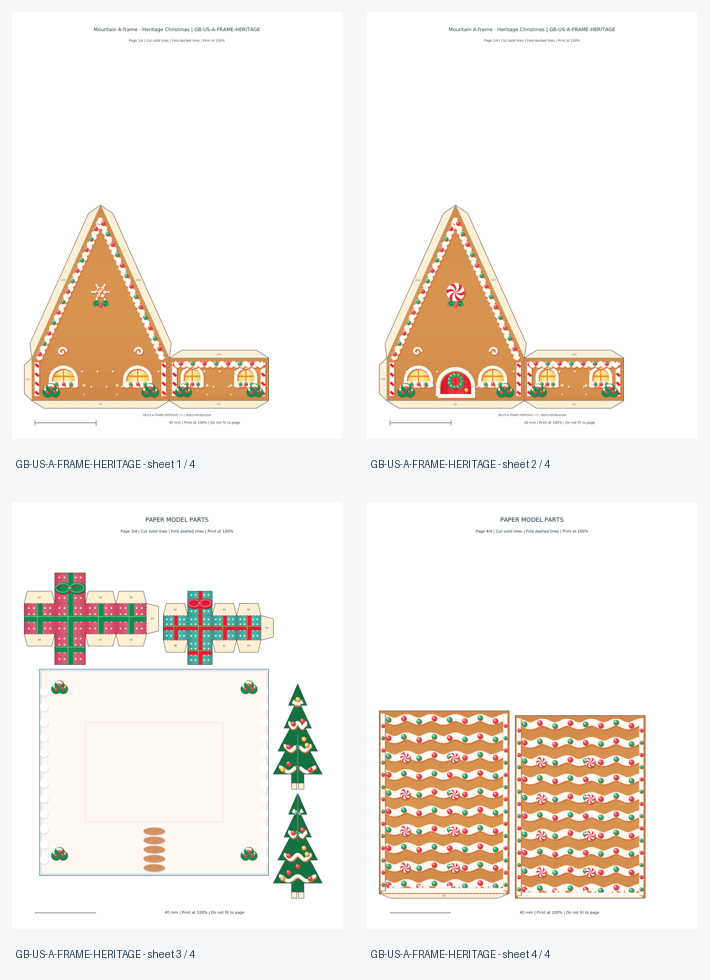 Mountain A-frame · Heritage Christmas | GB-US-A-FRAME-HERITAGE
Page 1/4 | Cut solid lines | Fold dashed lines | Print at 100%
40 mm | Print at 100% | Do not fit to page
GB-US-A-FRAME-HERITAGE - sheet 1 / 4
Mountain A-frame · Heritage Christmas | GB-US-A-FRAME-HERITAGE
Page 2/4 | Cut solid lines | Fold dashed lines | Print at 100%
40 mm | Print at 100% | Do not fit to page
GB-US-A-FRAME-HERITAGE - sheet 2 / 4
PAPER MODEL PARTS
Page 3/4 | Cut solid lines | Fold dashed lines | Print at 100%
40 mm | Print at 100% | Do not fit to page
GB-US-A-FRAME-HERITAGE - sheet 3 / 4
PAPER MODEL PARTS
Page 4/4 | Cut solid lines | Fold dashed lines | Print at 100%
40 mm | Print at 100% | Do not fit to page
GB-US-A-FRAME-HERITAGE - sheet 4 / 4